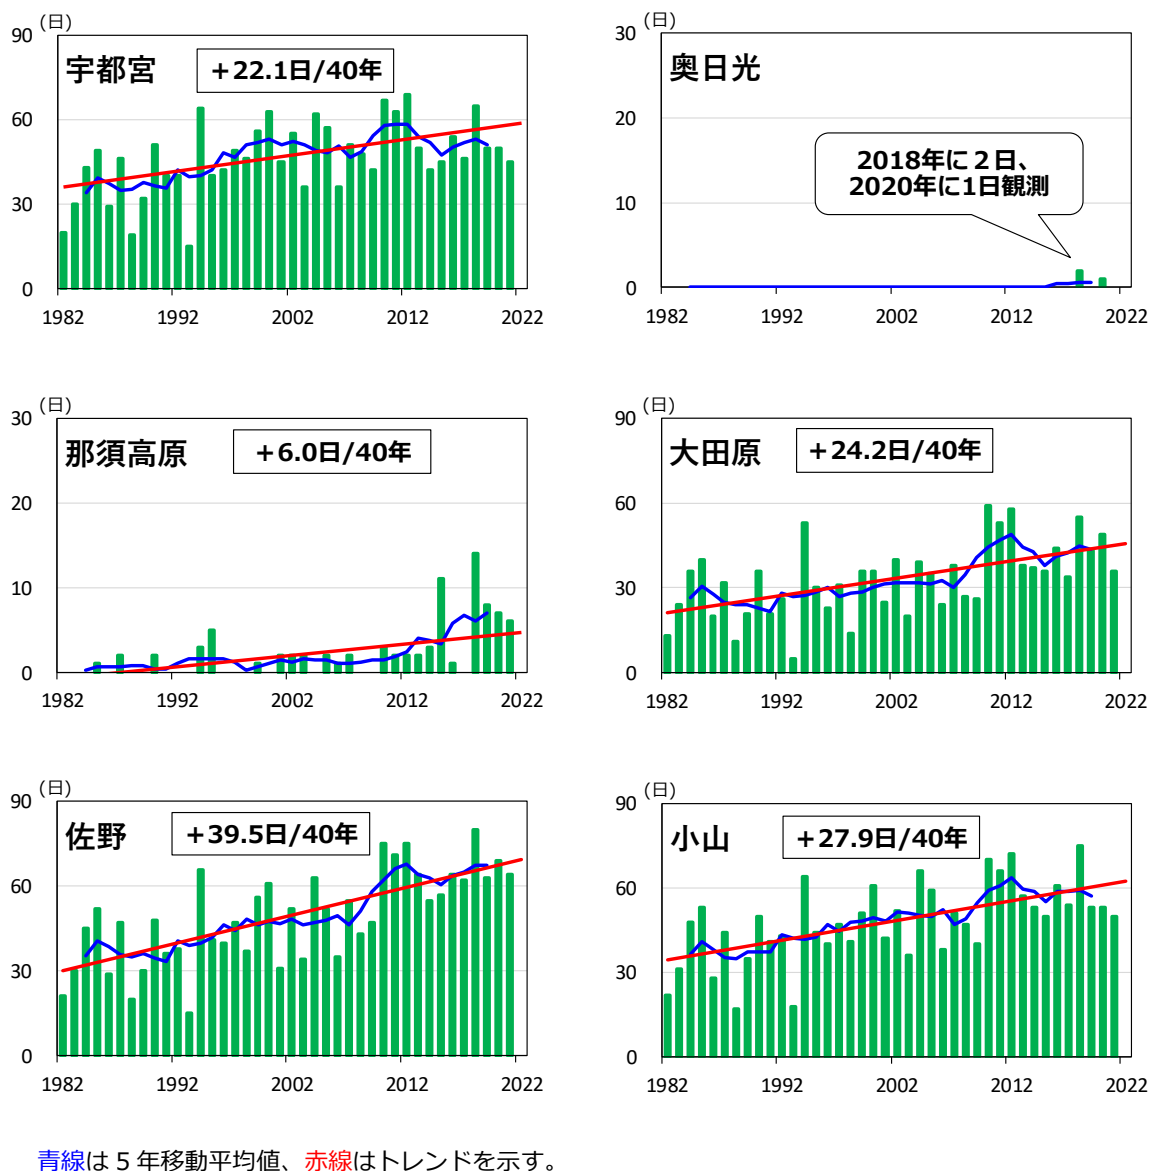 (日)
90
60
30
0
宇都宮
+22.1日/40年
1982 1992 2002 2012 2022
(日)
30
20
10
0
奥日光
2018年に２日、
2020年に1日観測
1982 1992 2002 2012 2022
(日)
30
20
10
0
那須高原
+6.0日/40年
1982 1992 2002 2012 2022
(日)
90
60
30
0
大田原
+24.2日/40年
1982 1992 2002 2012 2022
(日)
90
60
30
0
佐野
+39.5日/40年
1982 1992 2002 2012 2022
(日)
90
60
30
0
小山
+27.9日/40年
1982 1992 2002 2012 2022
青線は５年移動平均値、赤線はトレンドを示す。